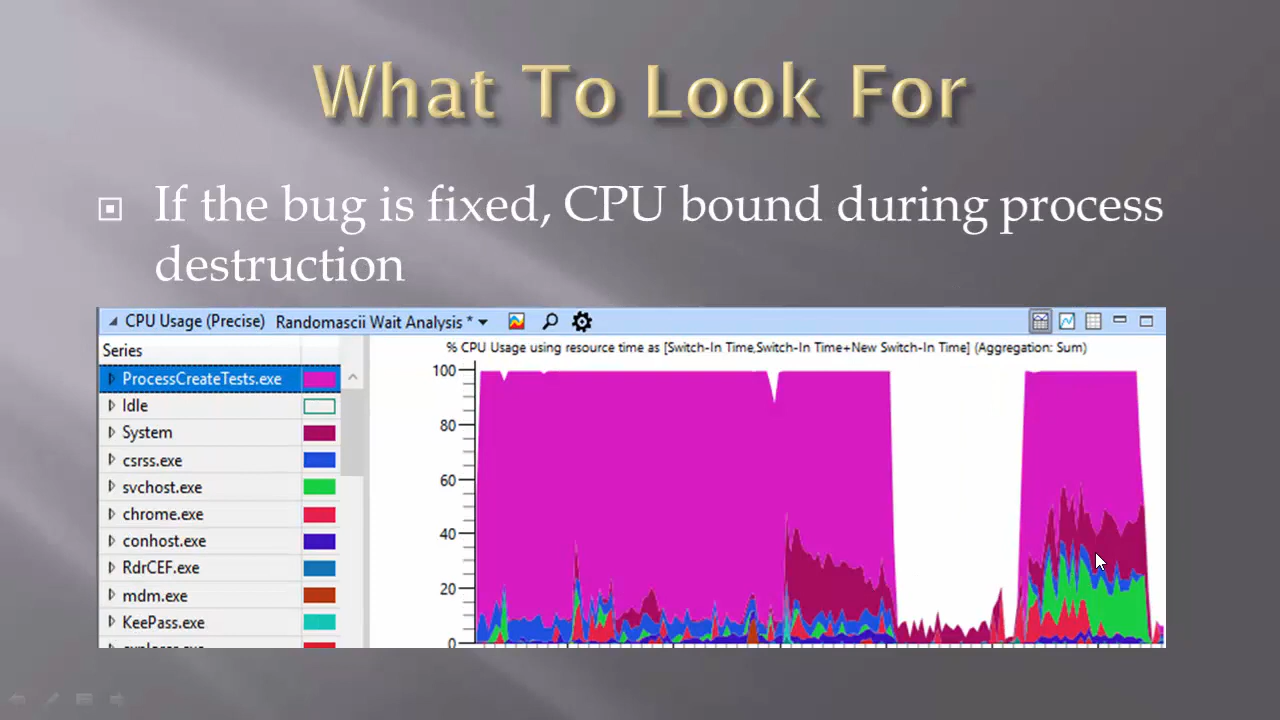 What To Look For
If the bug is fixed, CPU bound during process
destruction
CPU Usage (Precise) Randomascii Wait Analysis *
Series
% CPU Usage using resource time as [Switch-In Time,Switch-In Time+New Switch-In Time] (Aggregation: Sum)
ProcessCreateTests.exe
Idle
System
csrss.exe
svchost.exe
chrome.exe
conhost.exe
RdrCEF.exe
mdm.exe
KeePass.exe
100
80
60
40
20
0